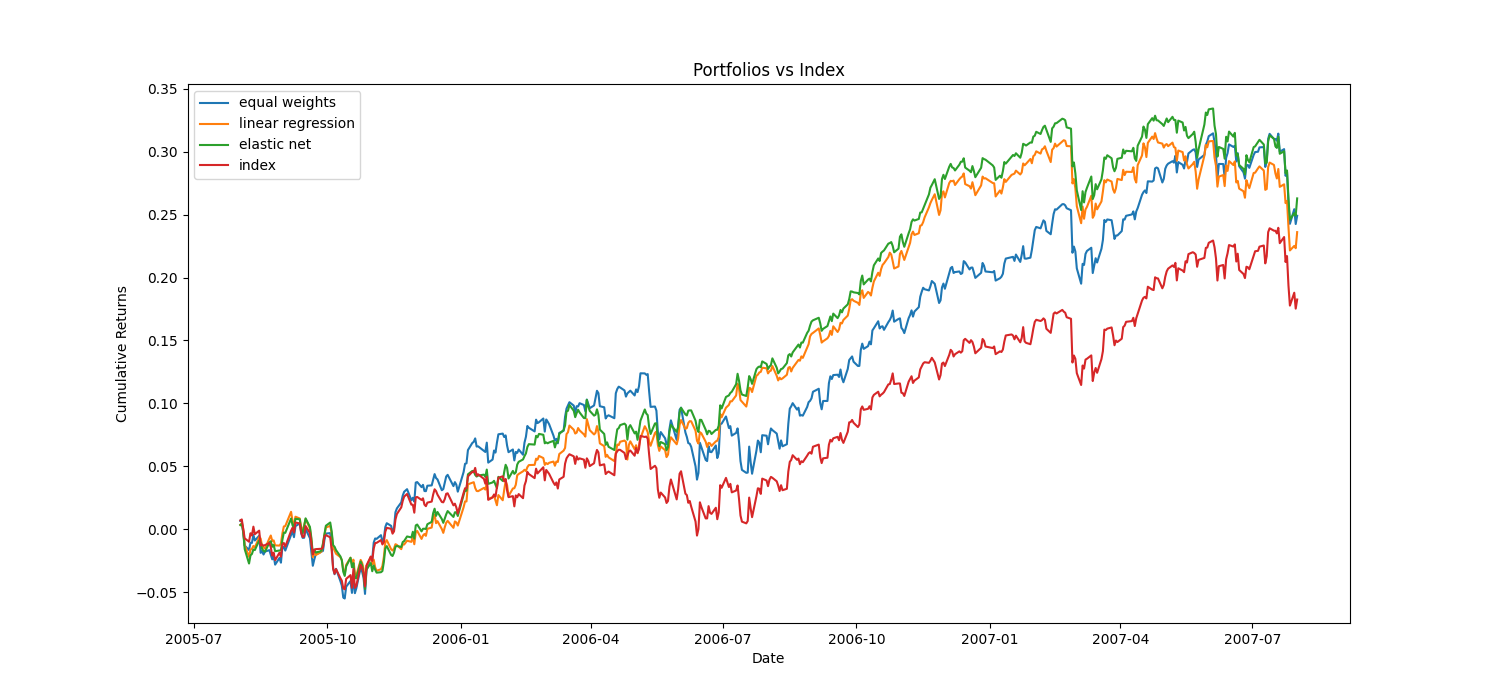 Portfolios vs Index
equal weights
linear regression
elastic net
index
Cumulative Returns
0.35
0.30
0.25
0.20
0.15
0.10
0.05
0.00
−0.05
2005-07
2005-10
2006-01
2006-04
2006-07
2006-10
2007-01
2007-04
2007-07
Date